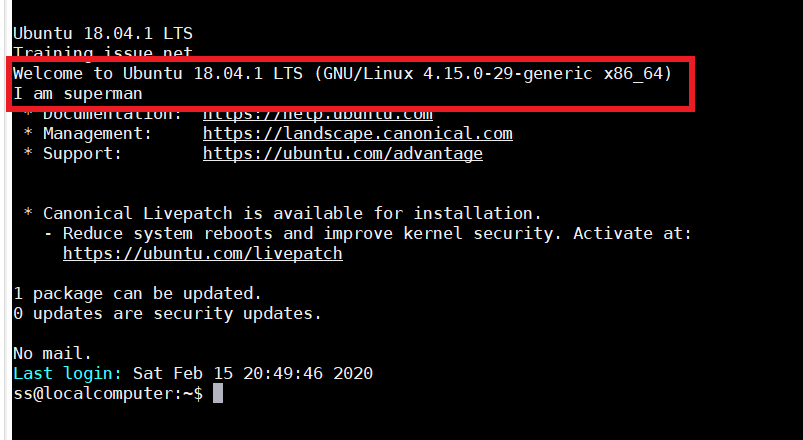 Ubuntu 18.04.1 LTS
Training issue.net
Welcome to Ubuntu 18.04.1 LTS (GNU/Linux 4.15.0-29-generic x86_64)
I am superman
* Documentation: https://help.ubuntu.com
* Management: https://landscape.canonical.com
* Support: https://ubuntu.com/advantage
* Canonical Livepatch is available for installation.
- Reduce system reboots and improve kernel security. Activate at:
https://ubuntu.com/livepatch
1 package can be updated.
0 updates are security updates.
No mail.
Last login: Sat Feb 15 20:49:46 2020
ss@localcomputer:~$